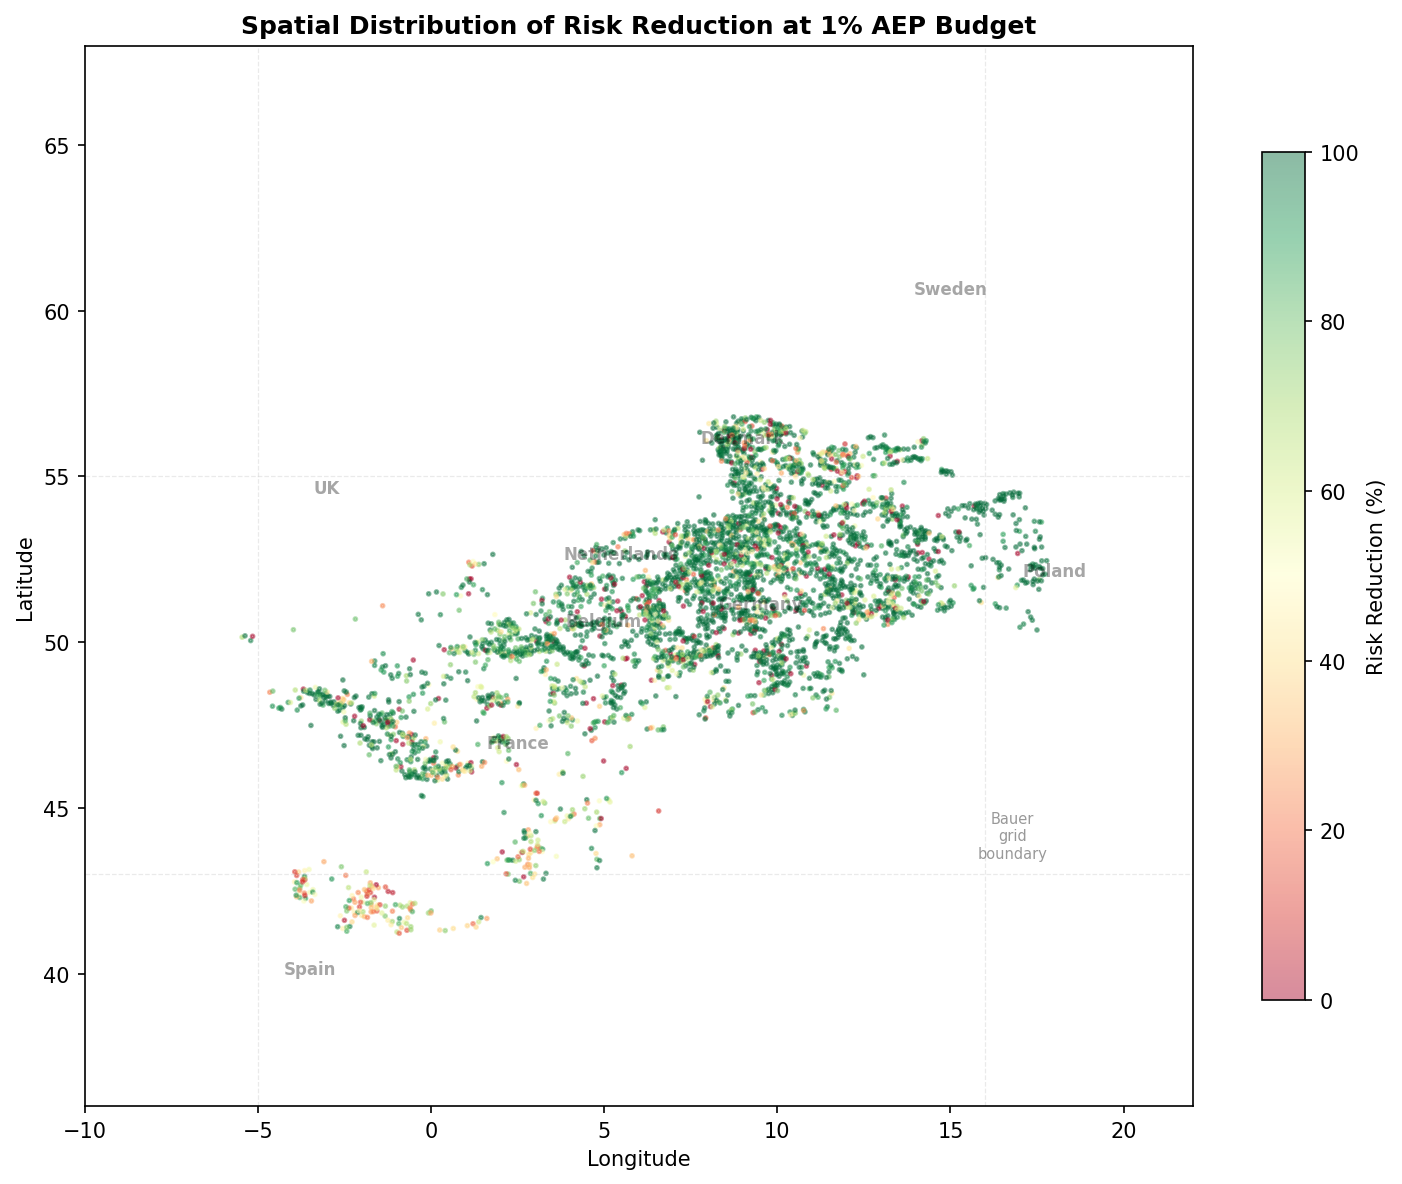 Spatial Distribution of Risk Reduction at 1% AEP Budget
65
60
55
50
45
40
Latitude
−10
−5
0
5
10
15
20
Longitude
Sweden
Denmark
UK
Netherlands
Poland
Germany
Belgium
France
Bauer
grid
boundary
Spain
100
80
60
40
20
0
Risk Reduction (%)